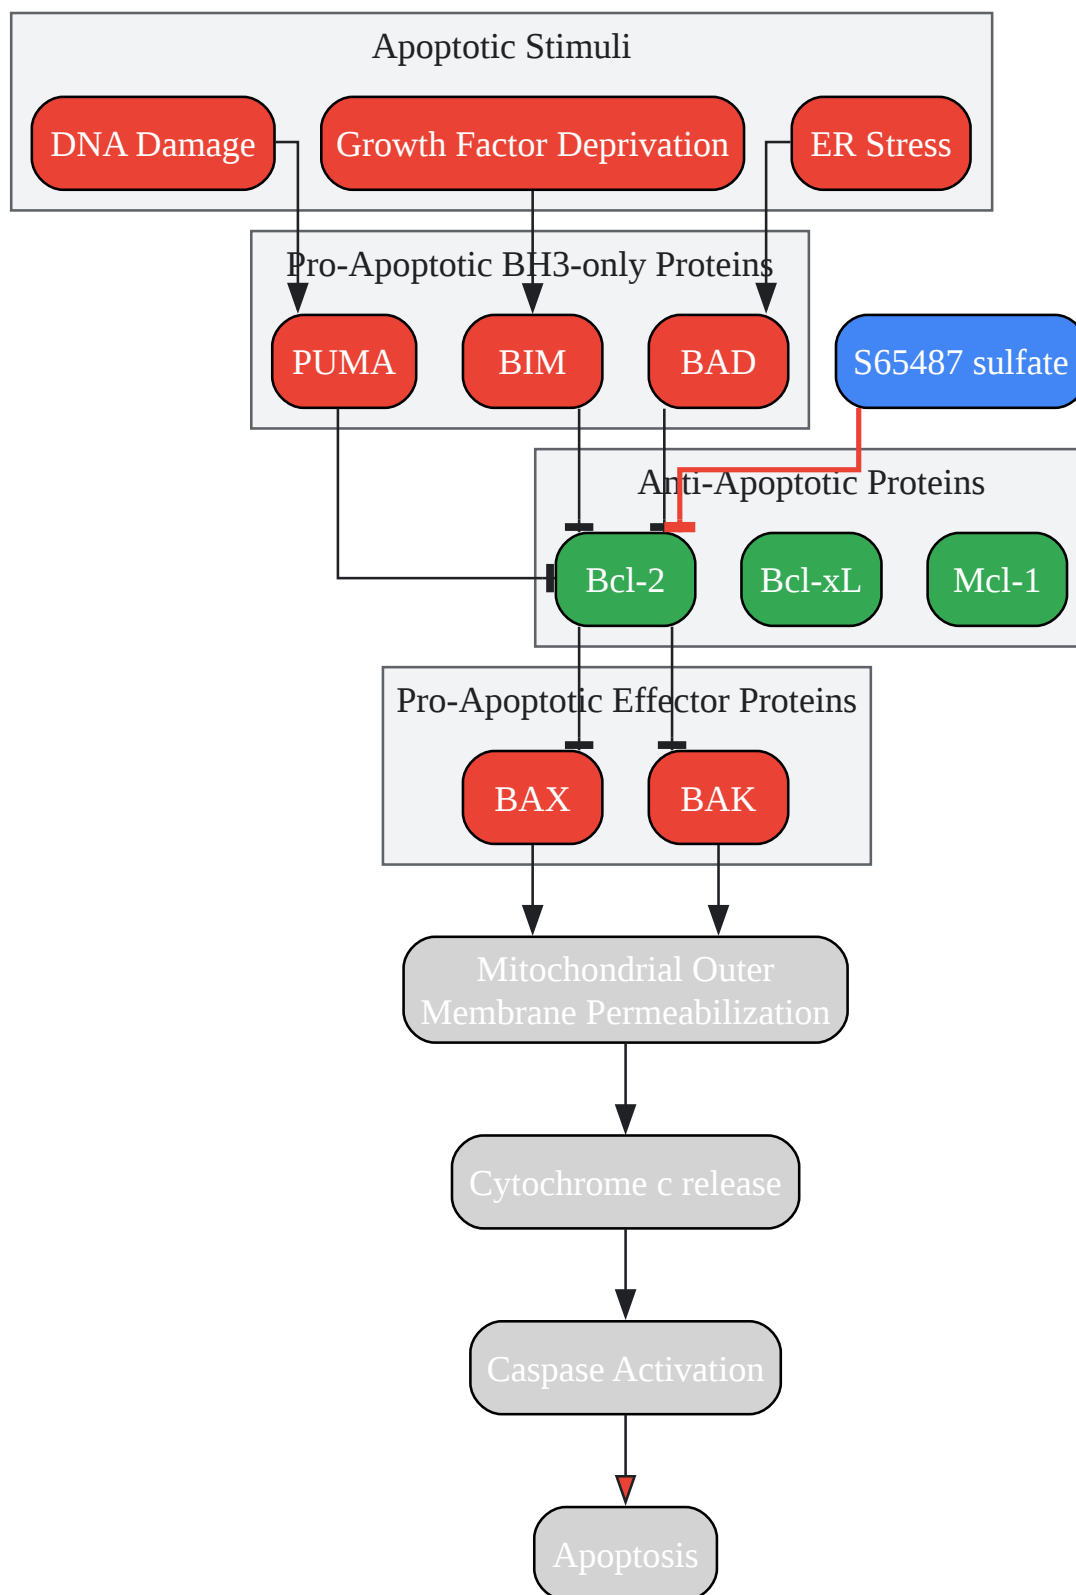 Apoptotic Stimuli
DNA Damage
Growth Factor Deprivation
ER Stress
Pro-Apoptotic BH3-only Proteins
PUMA
BIM
BAD
S65487 sulfate
Anti-Apoptotic Proteins
Bcl-2
Bcl-xL
Mcl-1
Pro-Apoptotic Effector Proteins
BAX
BAK
Mitochondrial Outer
Membrane Permeabilization
Cytochrome c release
Caspase Activation
Apoptosis